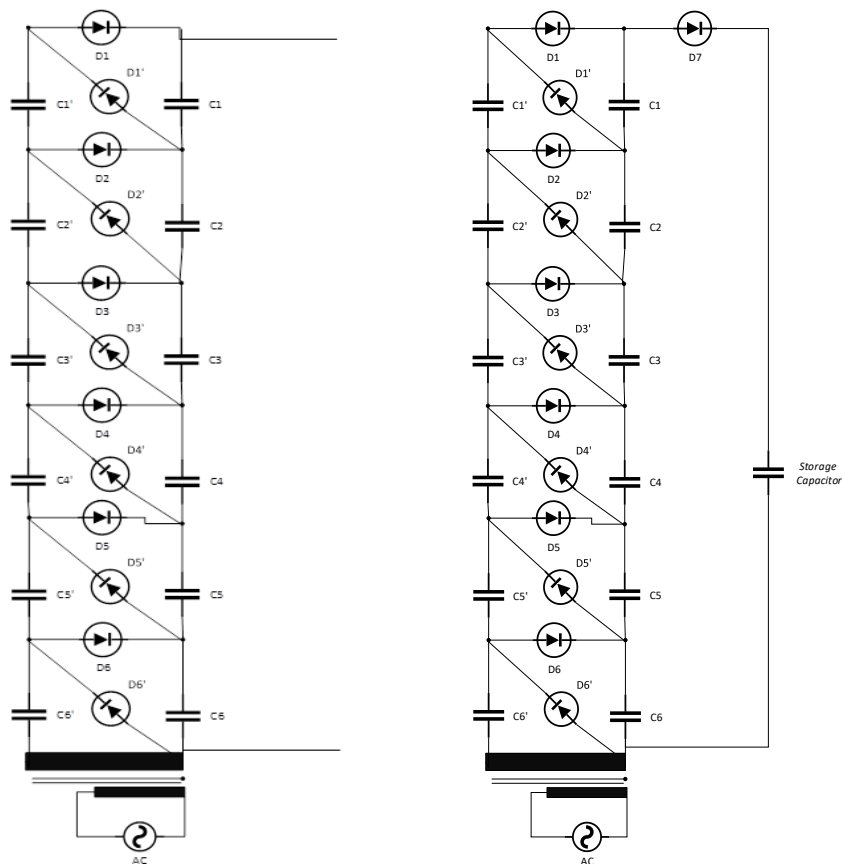 D1
D1'
C1'
C1
D2
D2'
C2'
C2
D3
D3'
C3'
C3
D4
D4'
C4'
C4
D5
D5'
C5'
C5
D6
D6'
C6'
C6
AC
D1
D7
D1'
C1'
C1
D2
D2'
C2'
C2
D3
D3'
C3'
C3
D4
D4'
C4'
C4
Storage
Capacitor
D5
D5'
C5'
C5
D6
D6'
C6'
C6
AC